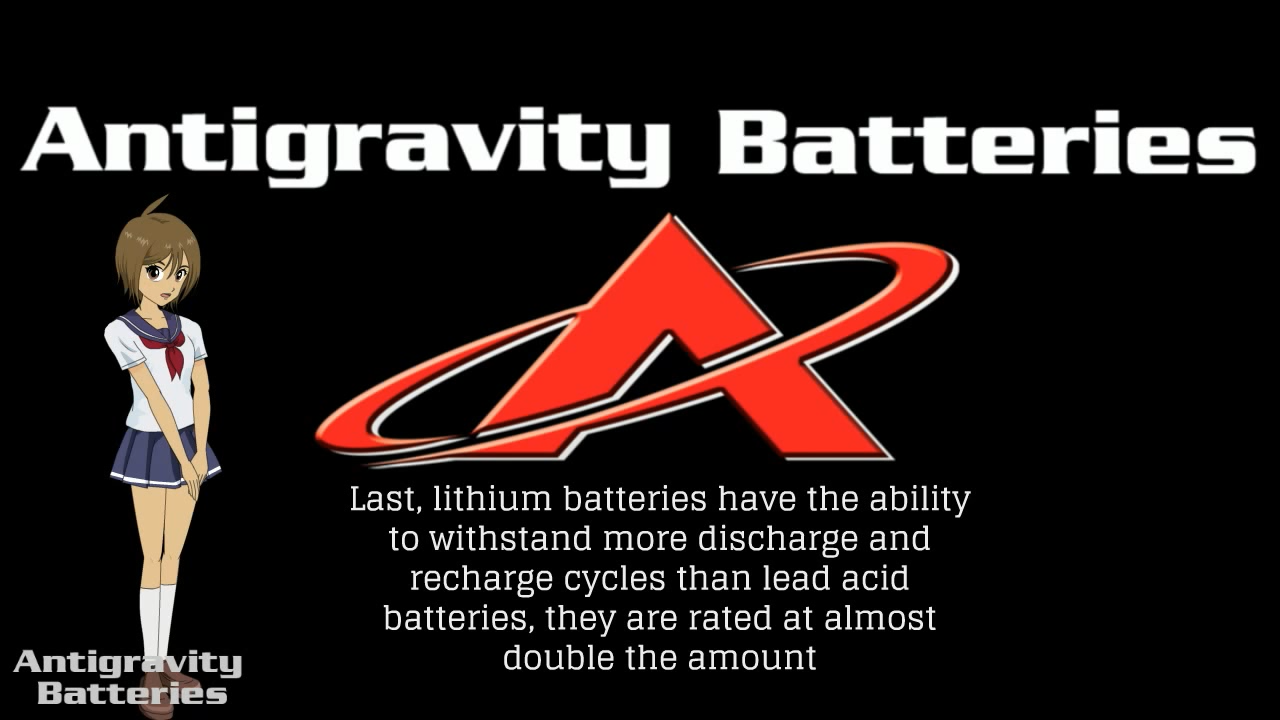 Antigravity Batteries
Last, lithium batteries have the ability
to withstand more discharge and
recharge cycles than lead acid
batteries, they are rated at almost
double the amount
Antigravity
Batteries